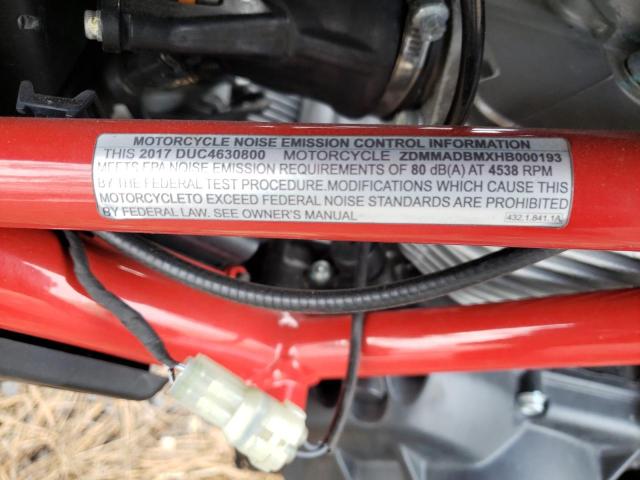 MOTORCYCLE NOISE EMISSION CONTROL INFORMATION
THIS 2017 DUC4630800 MOTORCYCLE ZDMMADBMXHB000193
MEETS EPA NOISE EMISSION REQUIREMENTS OF 80 dB(A) AT 4538 RPM
BY THE FEDERAL TEST PROCEDURE.MODIFICATIONS WHICH CAUSE THIS
MOTORCYCLETO EXCEED FEDERAL NOISE STANDARDS ARE PROHIBITED
BY FEDERAL LAW. SEE OWNER'S MANUAL
432.1.841.1A